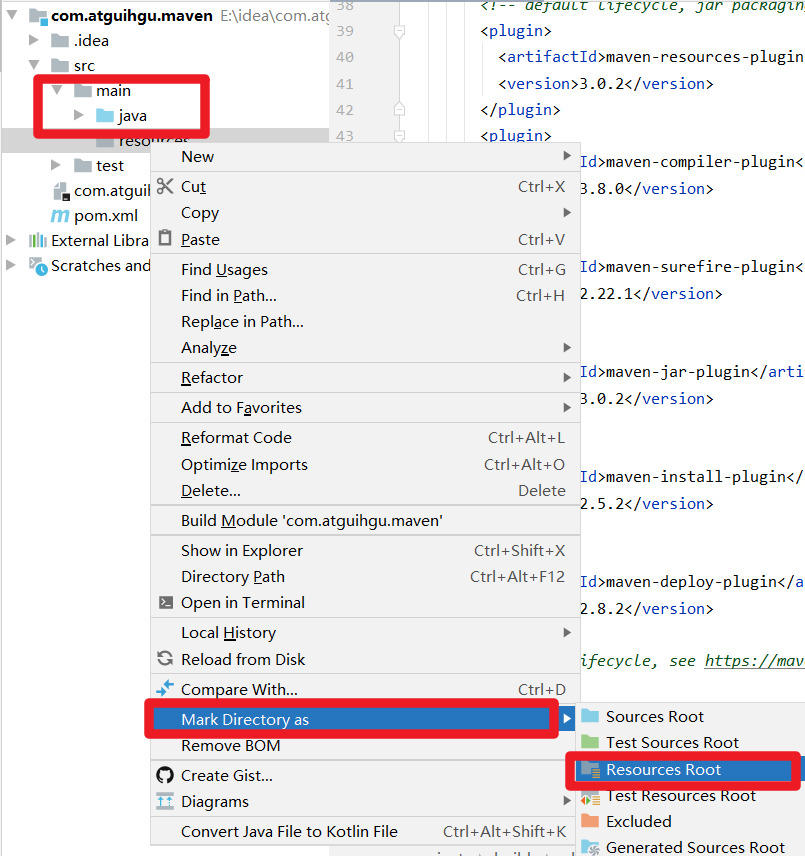 com.atguihgu.maven E:\idea\com.atg
.idea
src
main
java
resources
test
com.atguih
pom.xml
External Libra
Scratches and
38 <!-- default lifecycle, jar packaging,
39 <plugin>
40 <artifactId>maven-resources-plugin
41 <version>3.0.2</version>
42 </plugin>
43 <plugin>
Id>maven-compiler-plugin<
3.8.0</version>
Id>maven-surefire-plugin<
2.22.1</version>
Id>maven-jar-plugin</arti
3.0.2</version>
Id>maven-install-plugin</
2.5.2</version>
Id>maven-deploy-plugin</a
2.8.2</version>
ifecycle, see https://mav
New
Cut Ctrl+X
Copy
Paste Ctrl+V
Find Usages Ctrl+G
Find in Path... Ctrl+H
Replace in Path...
Analyze
Refactor
Add to Favorites
Reformat Code Ctrl+Alt+L
Optimize Imports Ctrl+Alt+O
Delete... Delete
Build Module 'com.atguihgu.maven'
Show in Explorer Ctrl+Shift+X
Directory Path Ctrl+Alt+F12
Open in Terminal
Local History
Reload from Disk
Compare With... Ctrl+D
Mark Directory as
Remove BOM
Create Gist...
Diagrams
Convert Java File to Kotlin File Ctrl+Alt+Shift+K
Sources Root
Test Sources Root
Resources Root
Test Resources Root
Excluded
Generated Sources Root